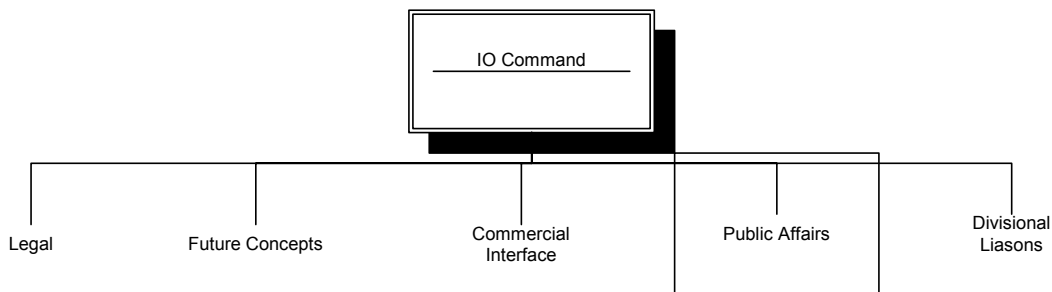 IO Command
Legal
Future Concepts
Commercial
Interface
Public Affairs
Divisional
Liasons